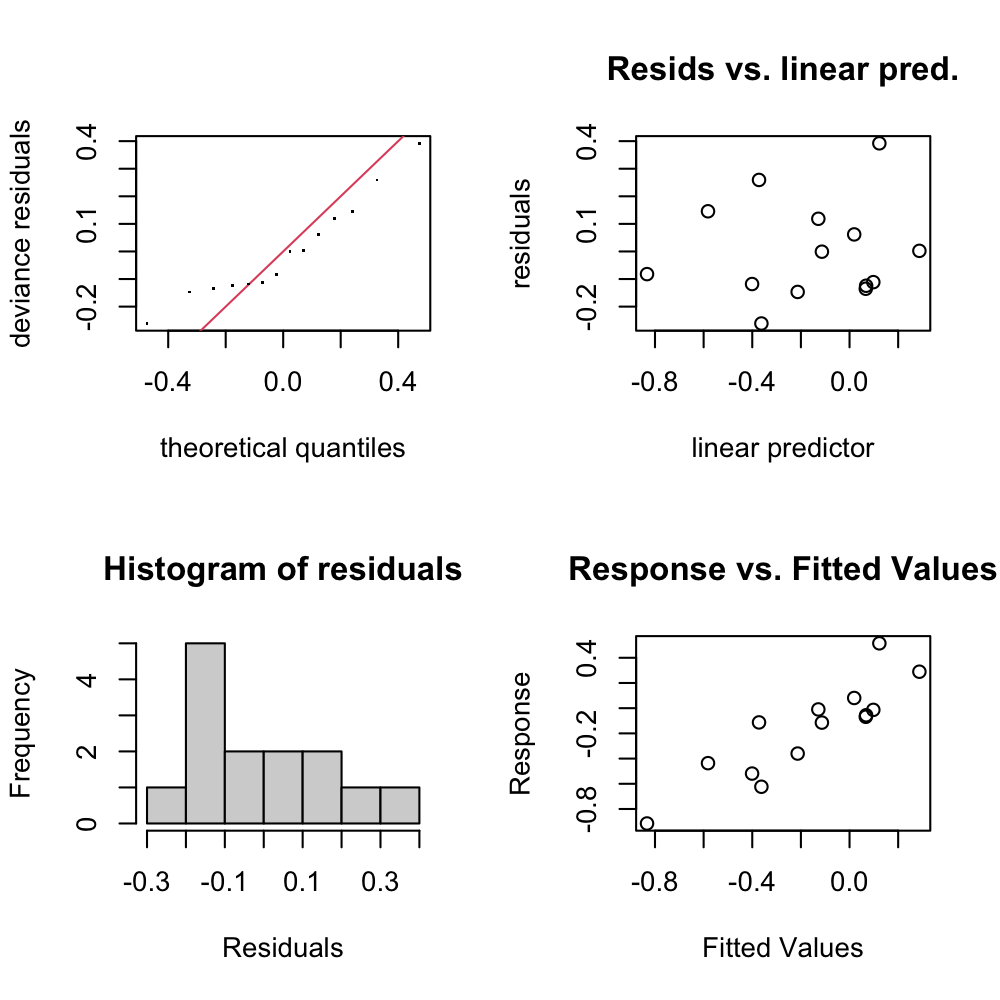 deviance residuals
0.4
0.1
-0.2
-0.4 0.0 0.4
theoretical quantiles
Resids vs. linear pred.
residuals
0.4
0.1
-0.2
-0.8 -0.4 0.0
linear predictor
Histogram of residuals
Frequency
4
2
0
-0.3 -0.1 0.1 0.3
Residuals
Response vs. Fitted Values
Response
0.4
-0.2
-0.8
-0.8 -0.4 0.0
Fitted Values